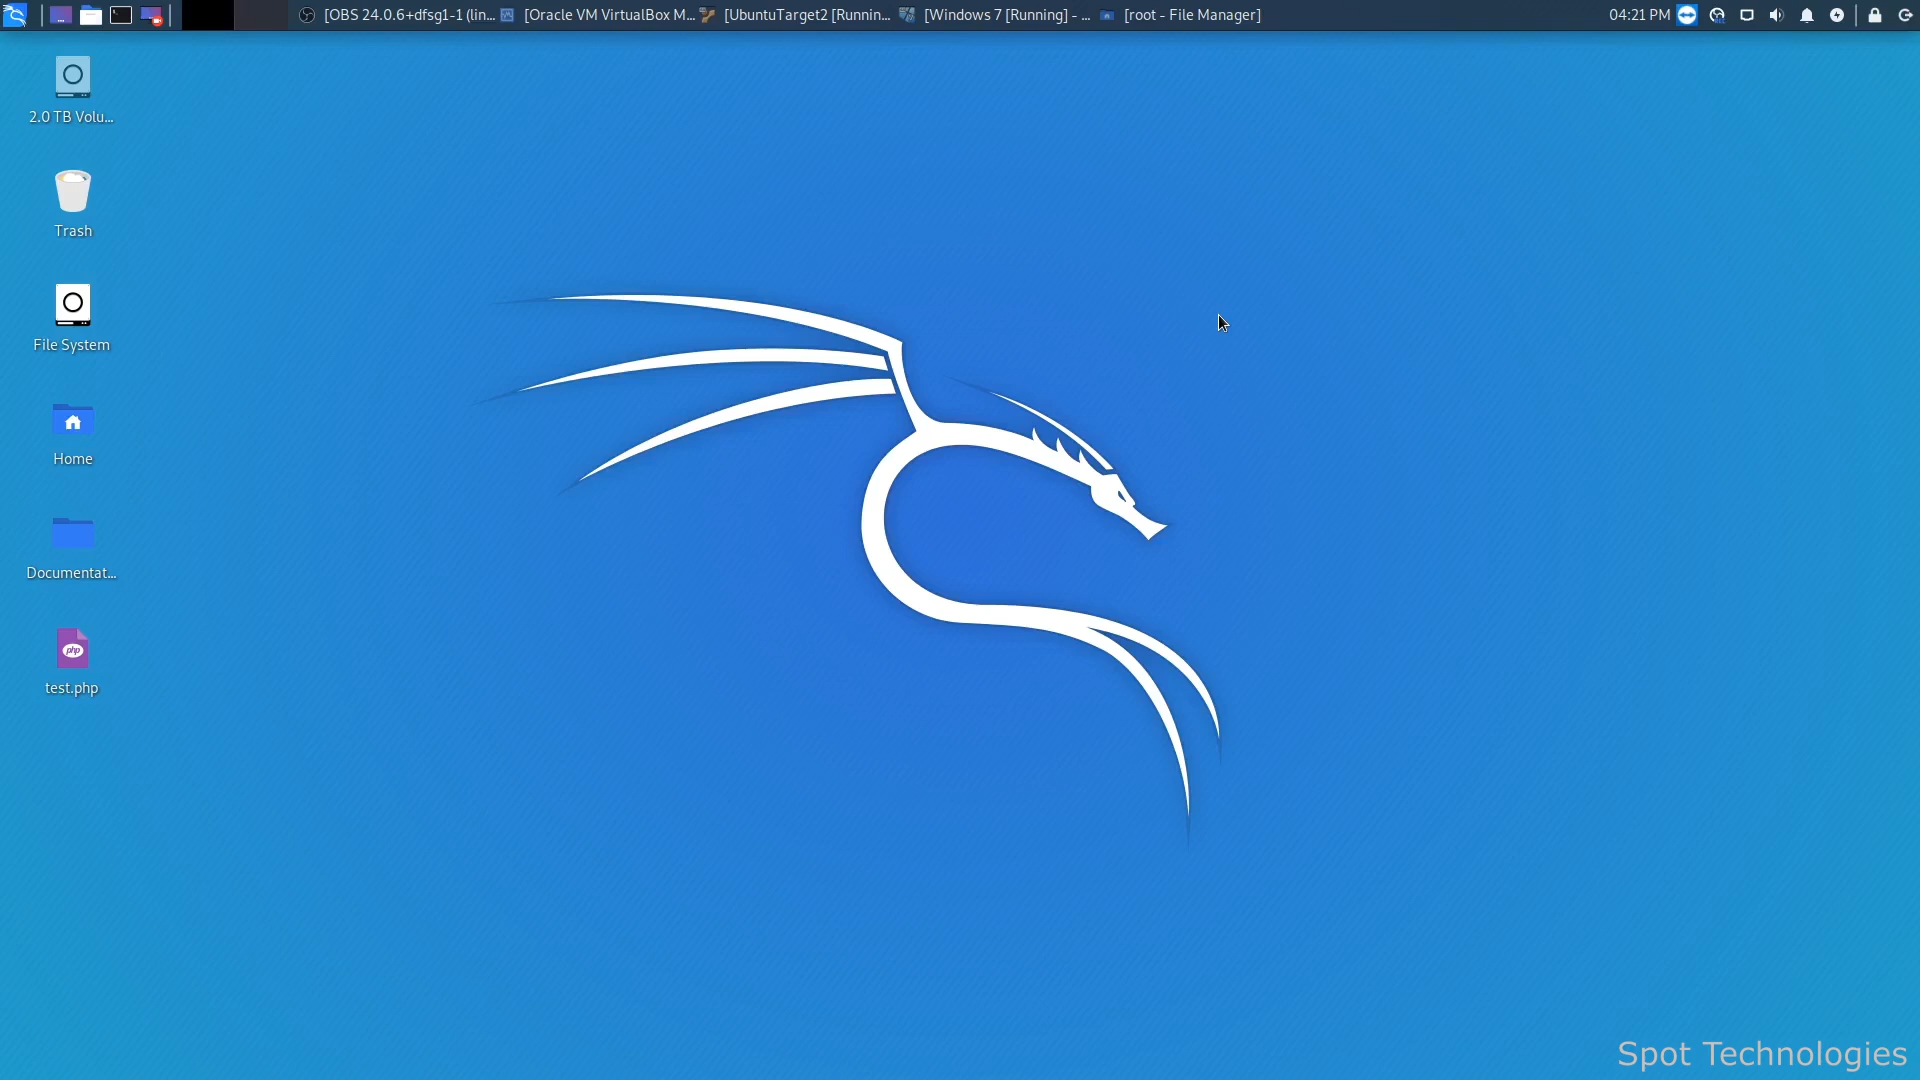 [OBS 24.0.6+dfsg1-1 (lin...
[Oracle VM VirtualBox M...
[UbuntuTarget2 [Runnin...
[Windows 7 [Running] - ...
[root - File Manager]
04:21 PM
2.0 TB Volu...
Trash
File System
Home
Documentat...
php
test.php
Spot Technologies